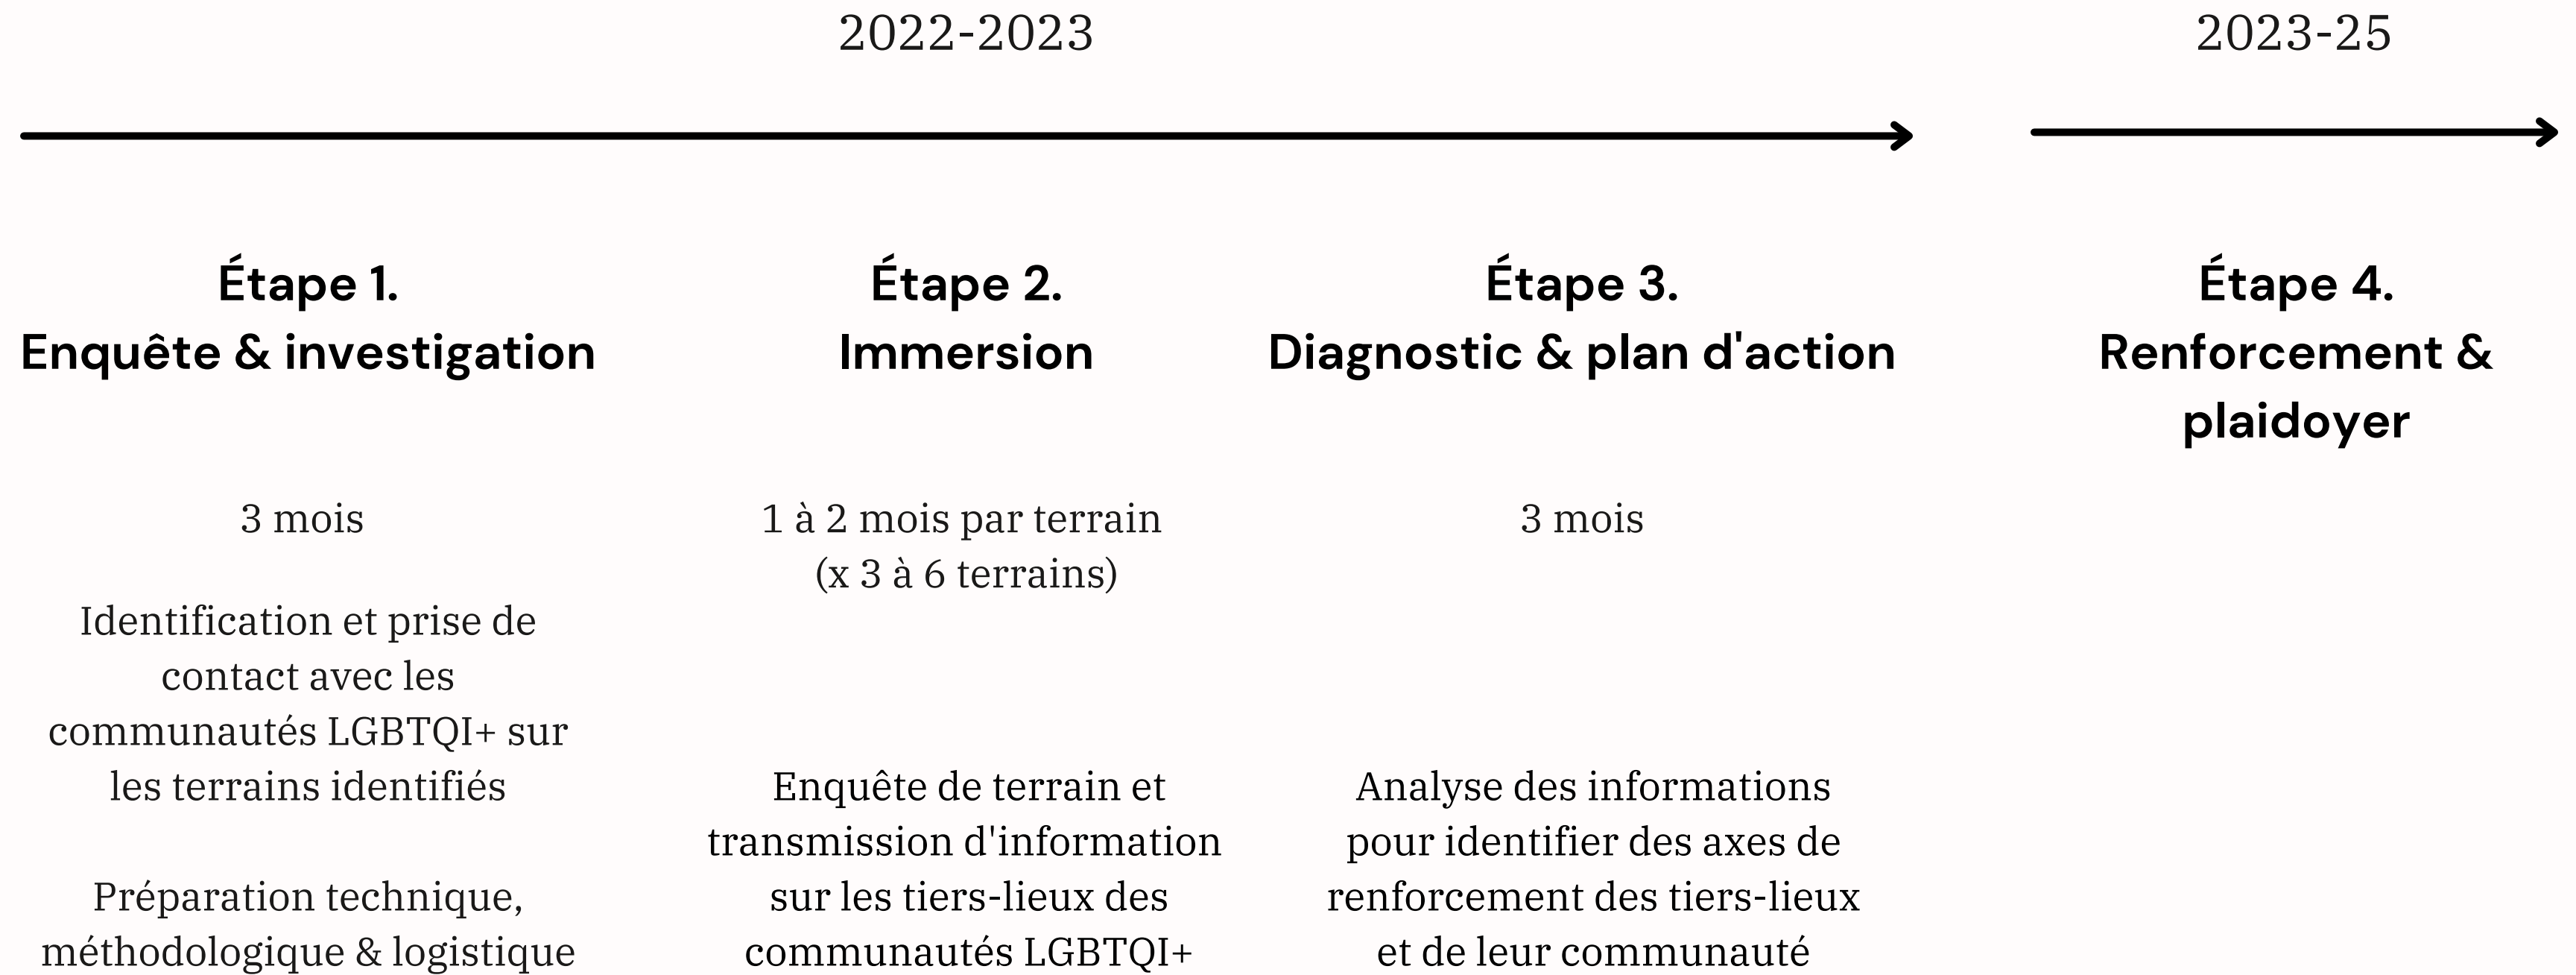 2022-2023
2023-25
Étape 1.
Enquête & investigation
3 mois
Identification et prise de
contact avec les
communautés LGBTQI+ sur
les terrains identifiés
Préparation technique,
méthodologique & logistique
Étape 2.
Immersion
1 à 2 mois par terrain
(x 3 à 6 terrains)
Enquête de terrain et
transmission d'information
sur les tiers-lieux des
communautés LGBTQI+
Étape 3.
Diagnostic & plan d'action
3 mois
Analyse des informations
pour identifier des axes de
renforcement des tiers-lieux
et de leur communauté
Étape 4.
Renforcement &
plaidoyer